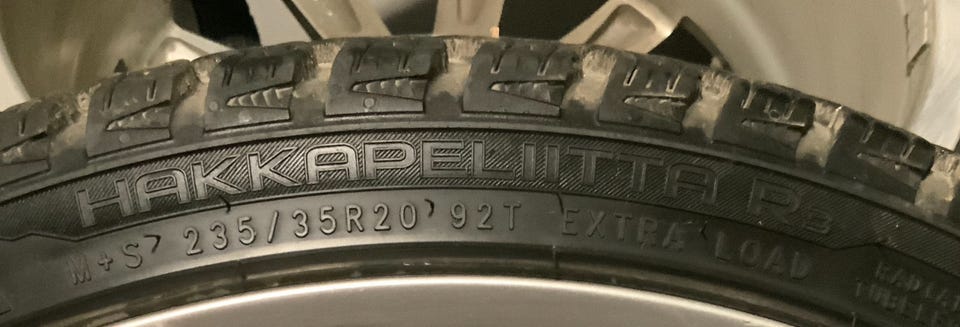 HAKKAPELIITTA R3
M+S 235/35R20 92T EXTRA LOAD